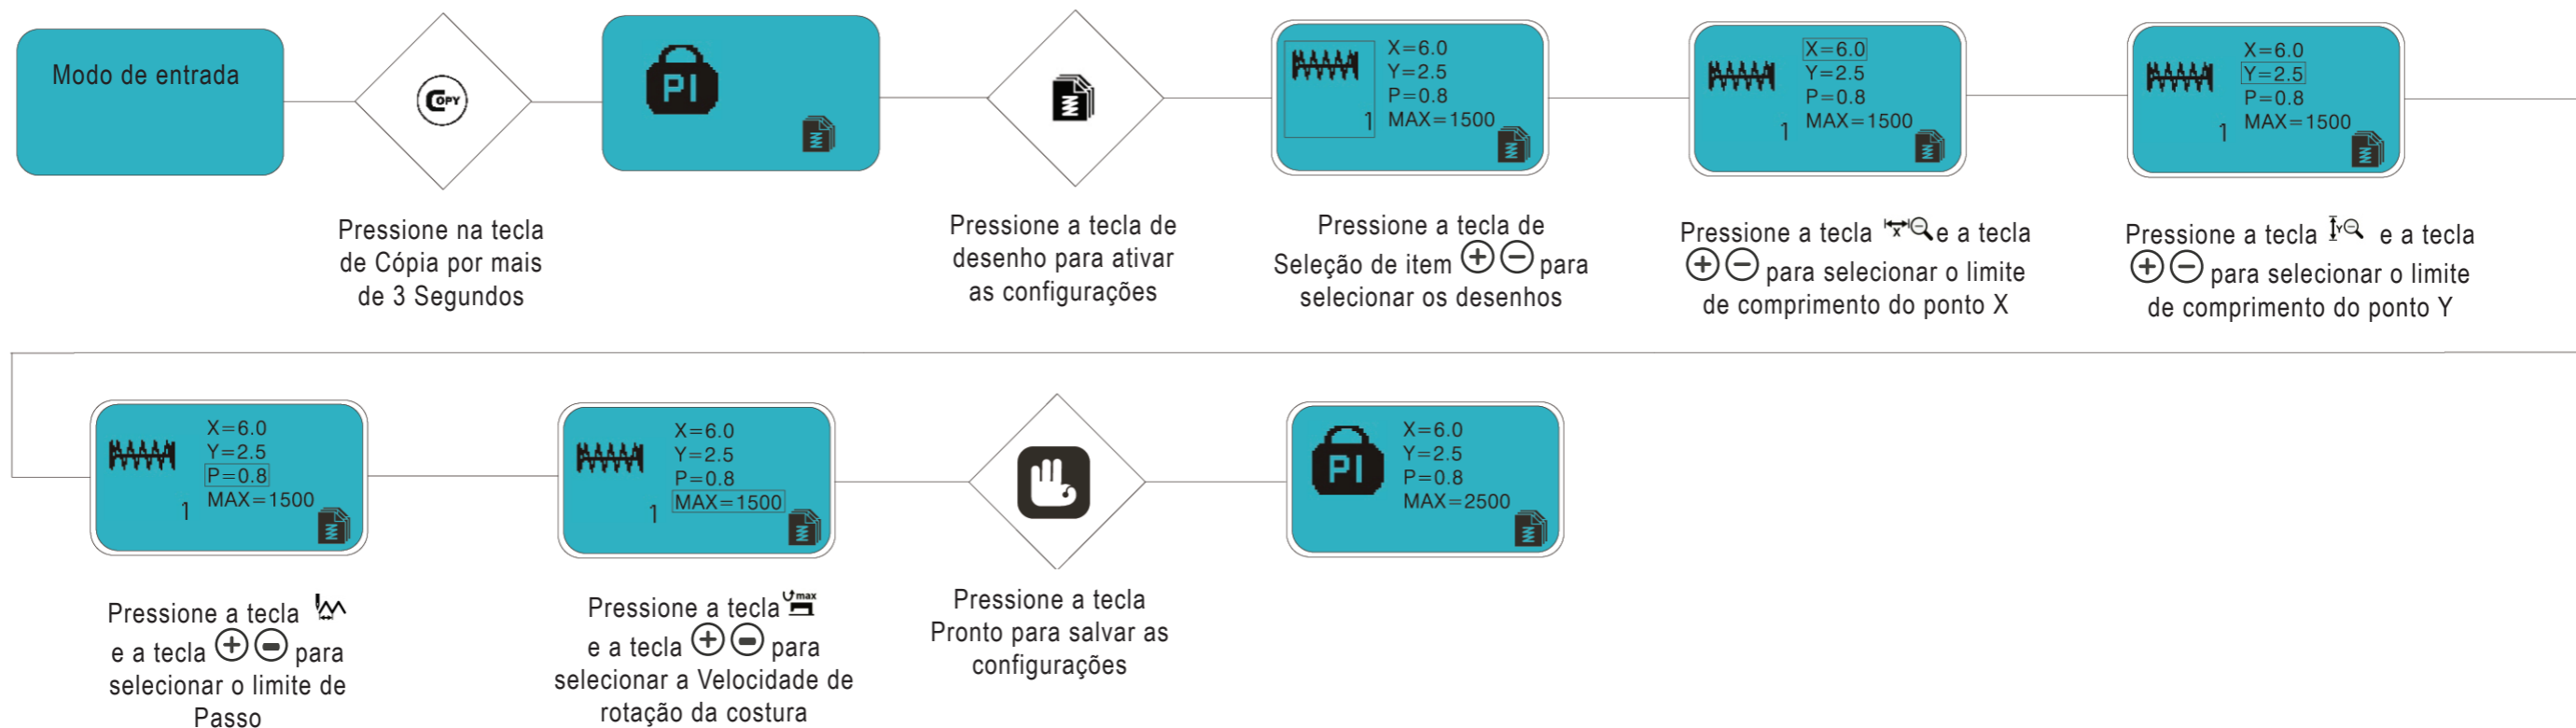 Modo de entrada
COPY
Pressione na tecla
de Cópia por mais
de 3 Segundos
PI
Pressione a tecla de
desenho para ativar
as configurações
X=6.0
Y=2.5
P=0.8
1 MAX=1500
Pressione a tecla de
Seleção de item + - para
selecionar os desenhos
X=6.0
Y=2.5
P=0.8
1 MAX=1500
Pressione a tecla X e a tecla
+ - para selecionar o limite
de comprimento do ponto X
X=6.0
Y=2.5
P=0.8
1 MAX=1500
Pressione a tecla Y e a tecla
+ - para selecionar o limite
de comprimento do ponto Y
X=6.0
Y=2.5
P=0.8
1 MAX=1500
Pressione a tecla
e a tecla + - para
selecionar o limite de
Passo
X=6.0
Y=2.5
P=0.8
1 MAX=1500
Pressione a tecla max
e a tecla + - para
selecionar a Velocidade de
rotação da costura
Pressione a tecla
Pronto para salvar as
configurações
PI
X=6.0
Y=2.5
P=0.8
MAX=2500